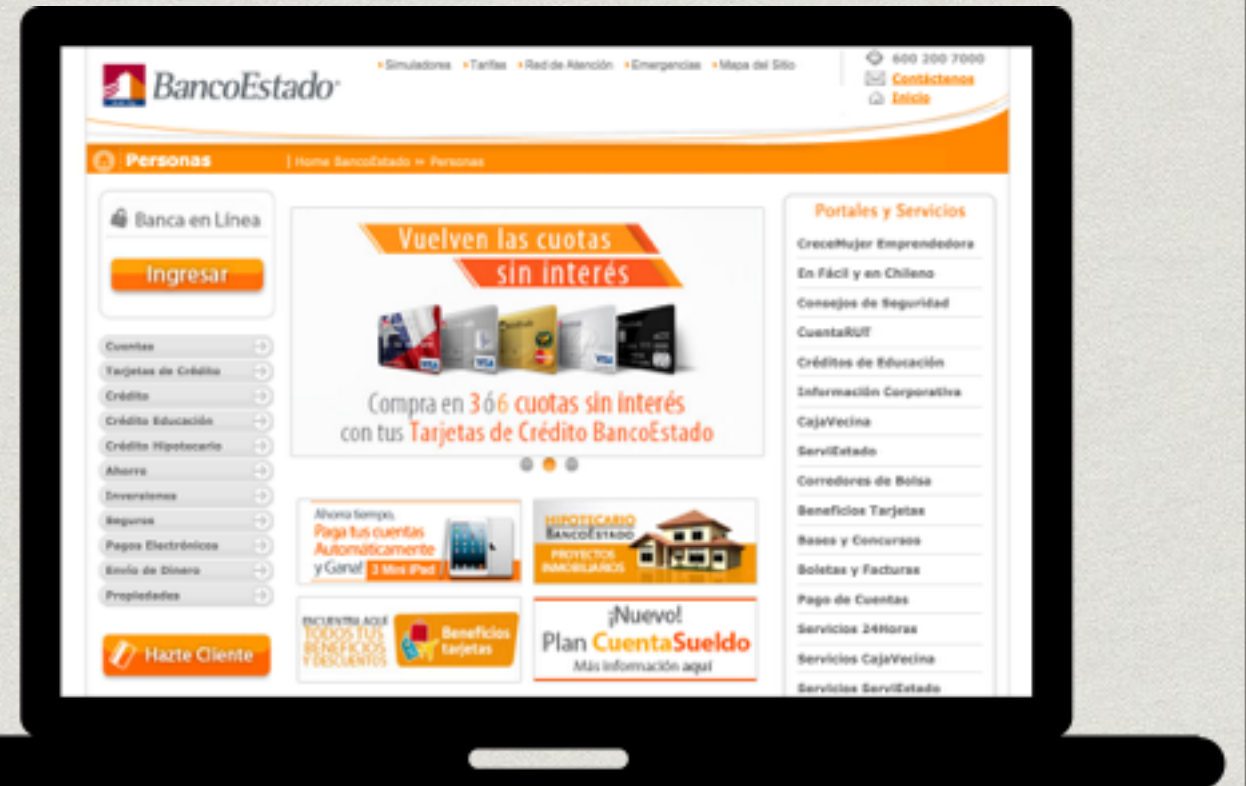 BancoEstado
Simuladores Tarifas Red de Atención Emergencias Mapa del Sitio
600 200 7000
Contáctenos
Inicio
Personas
Home BancoEstado » Personas
Banca en Línea
Ingresar
Cuentas
Tarjetas de Crédito
Crédito
Crédito Educación
Crédito Hipotecario
Ahorro
Inversiones
Seguros
Pagos Electrónicos
Envío de Dinero
Propiedades
Hazte Cliente
Vuelven las cuotas
sin interés
VISA
VISA
VISA
Compra en 3 ó 6 cuotas sin interés
con tus Tarjetas de Crédito BancoEstado
Ahorra tiempo,
Paga tus cuentas
Automáticamente
y Gana! 3 Mini iPad
HIPOTECARIO
BANCOESTADO
PROYECTOS
INMOBILIARIOS
ENCUENTRA AQUÍ
TODOS TUS
BENEFICIOS
Y DESCUENTOS
Beneficios
tarjetas
¡Nuevo!
Plan CuentaSueldo
Más información aquí
Portales y Servicios
CreceMujer Emprendedora
En Fácil y en Chileno
Consejos de Seguridad
CuentaRUT
Créditos de Educación
Información Corporativa
CajaVecina
ServiEstado
Corredores de Bolsa
Beneficios Tarjetas
Bases y Concursos
Boletas y Facturas
Pago de Cuentas
Servicios 24Horas
Servicios CajaVecina
Servicios ServiEstado